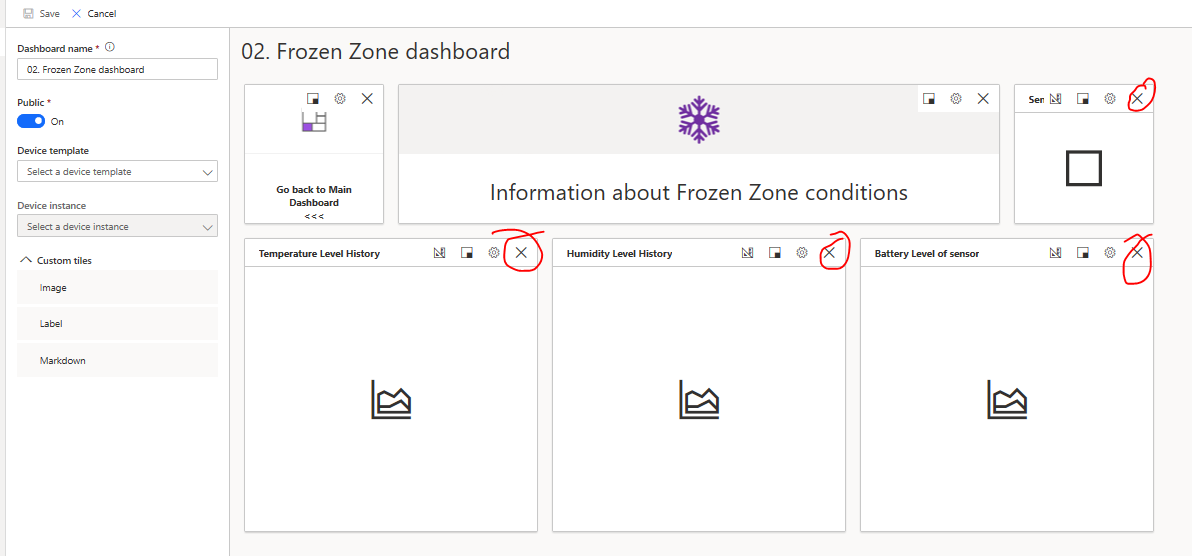 Save
Cancel
Dashboard name *
02. Frozen Zone dashboard
Public *
On
Device template
Select a device template
Device instance
Select a device instance
Custom tiles
Image
Label
Markdown
02. Frozen Zone dashboard
Go back to Main
Dashboard
<<<
Information about Frozen Zone conditions
Sen
Temperature Level History
Humidity Level History
Battery Level of sensor